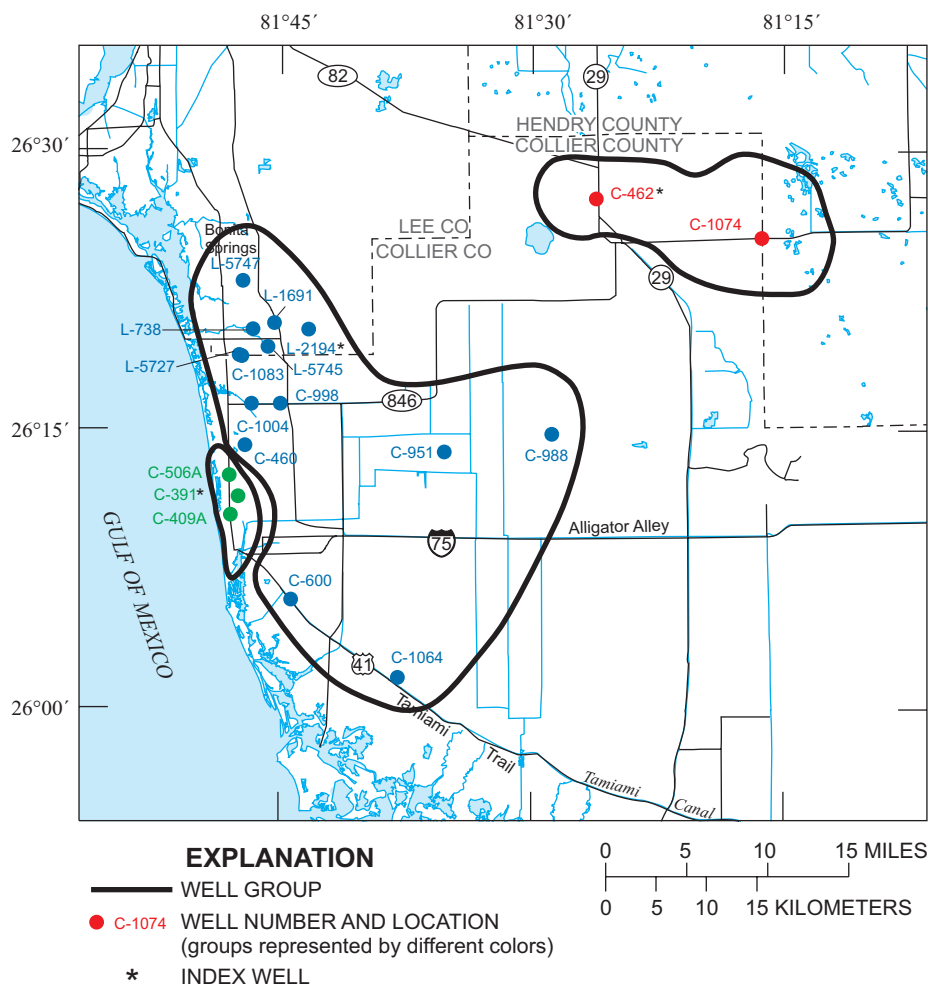 81°45′ 81°30′ 81°15′
82
29
HENDRY COUNTY
COLLIER COUNTY
26°30′
C-462*
C-1074
LEE CO
COLLIER CO
Bonita
Springs
29
L-5747
L-1691
L-738
L-2194*
L-5727
L-5745
C-1083
C-998
846
C-1004
26°15′
C-460
C-951
C-988
C-506A
C-391*
C-409A
GULF OF MEXICO
Alligator Alley
75
C-600
C-1064
41
26°00′
Tamiami
Trail
Tamiami
Canal
EXPLANATION
WELL GROUP
C-1074 WELL NUMBER AND LOCATION
(groups represented by different colors)
* INDEX WELL
0 5 10 15 MILES
0 5 10 15 KILOMETERS